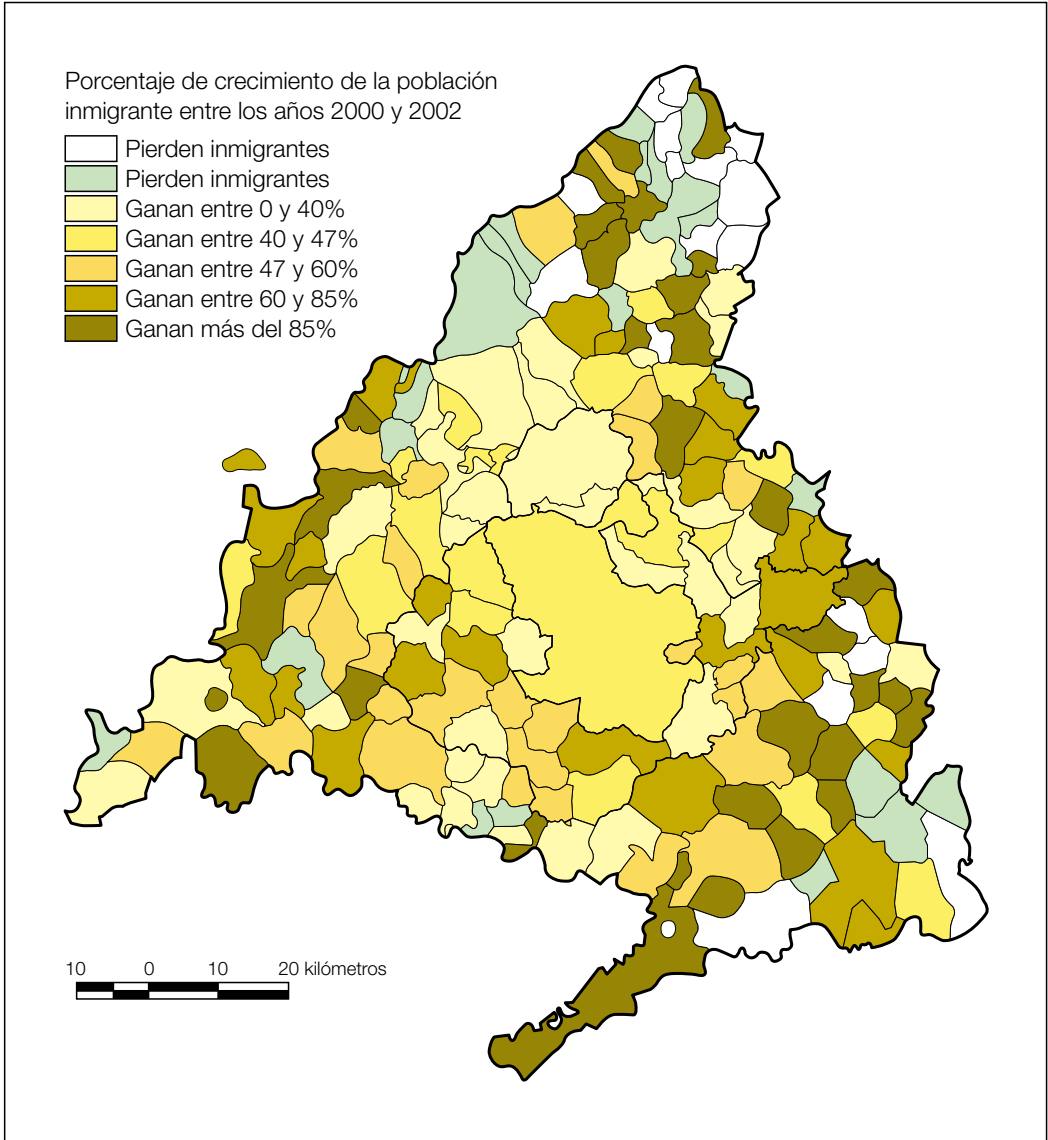 Porcentaje de crecimiento de la población
inmigrante entre los años 2000 y 2002
Pierden inmigrantes
Pierden inmigrantes
Ganan entre 0 y 40%
Ganan entre 40 y 47%
Ganan entre 47 y 60%
Ganan entre 60 y 85%
Ganan más del 85%
10 0 10 20 kilómetros